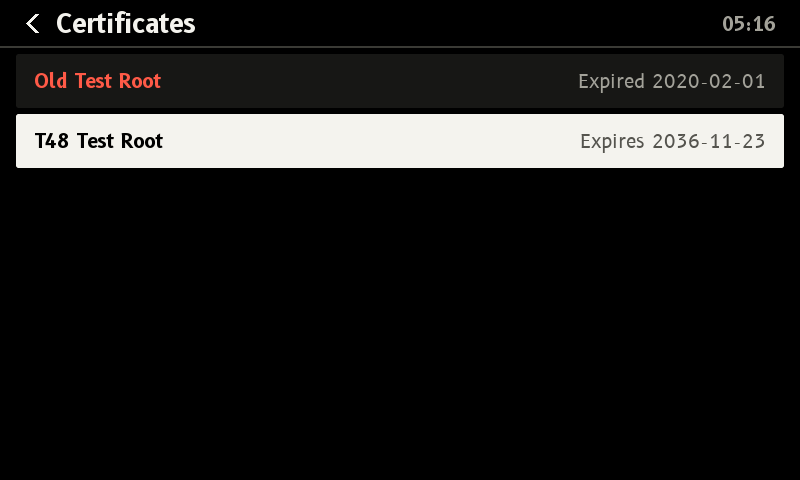 Certificates 05:16
Old Test Root Expired 2020-02-01
T48 Test Root Expires 2036-11-23